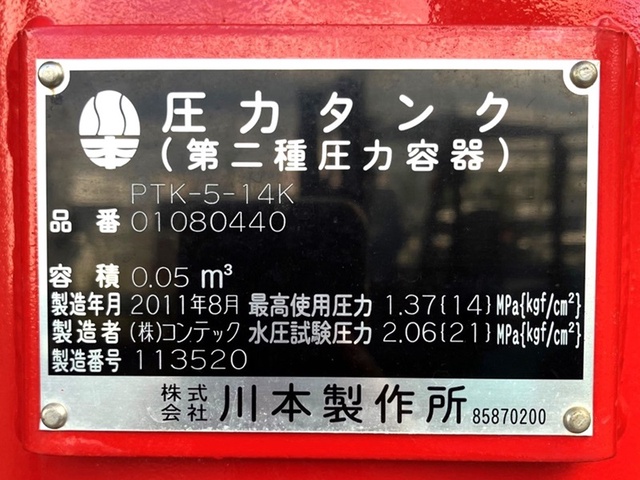 圧力タンク
(第二種圧力容器)
PTK-5-14K
品番 01080440
容積 0.05 m³
製造年月 2011年8月 最高使用圧力 1.37{14} MPa{kgf/cm²}
製造者 (株)コンテック 水圧試験圧力 2.06{21} MPa{kgf/cm²}
製造番号 113520
株式会社 川本製作所 85870200